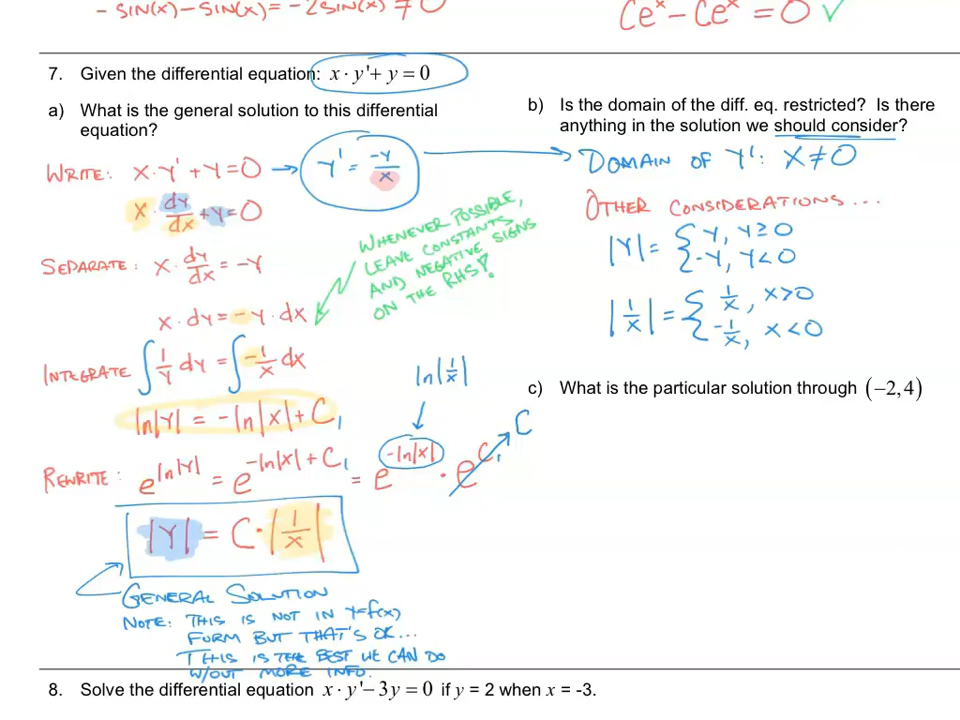 - SIN(X) - SIN(X) = -2SIN(X) ≠ 0
Ce^x - Ce^x = 0 ✓
7. Given the differential equation: x · y' + y = 0
a) What is the general solution to this differential
equation?
WRITE: X·Y' + Y = 0 → Y' = -Y/X
X · dY/dX + Y = 0
SEPARATE: X · dY/dX = -Y
X · dY = -Y · dX
WHENEVER POSSIBLE,
LEAVE CONSTANTS
AND NEGATIVE SIGNS
ON THE RHS!
INTEGRATE ∫ 1/Y dY = ∫ -1/X dX
ln|1/X|
ln|Y| = -ln|X| + C₁
REWRITE: e^(ln|Y|) = e^(-ln|X| + C₁) = e^(-ln|X|) · e^(C₁) C
|Y| = C · |1/X|
GENERAL SOLUTION
NOTE: THIS IS NOT IN Y=f(X)
FORM BUT THAT'S OK...
THIS IS THE BEST WE CAN DO
W/OUT MORE INFO.
b) Is the domain of the diff. eq. restricted? Is there
anything in the solution we should consider?
→ DOMAIN OF Y': X ≠ 0
OTHER CONSIDERATIONS...
|Y| = { Y, Y ≥ 0
-Y, Y < 0
|1/X| = { 1/X, X > 0
-1/X, X < 0
c) What is the particular solution through (-2, 4)
8. Solve the differential equation x · y' - 3y = 0 if y = 2 when x = -3.